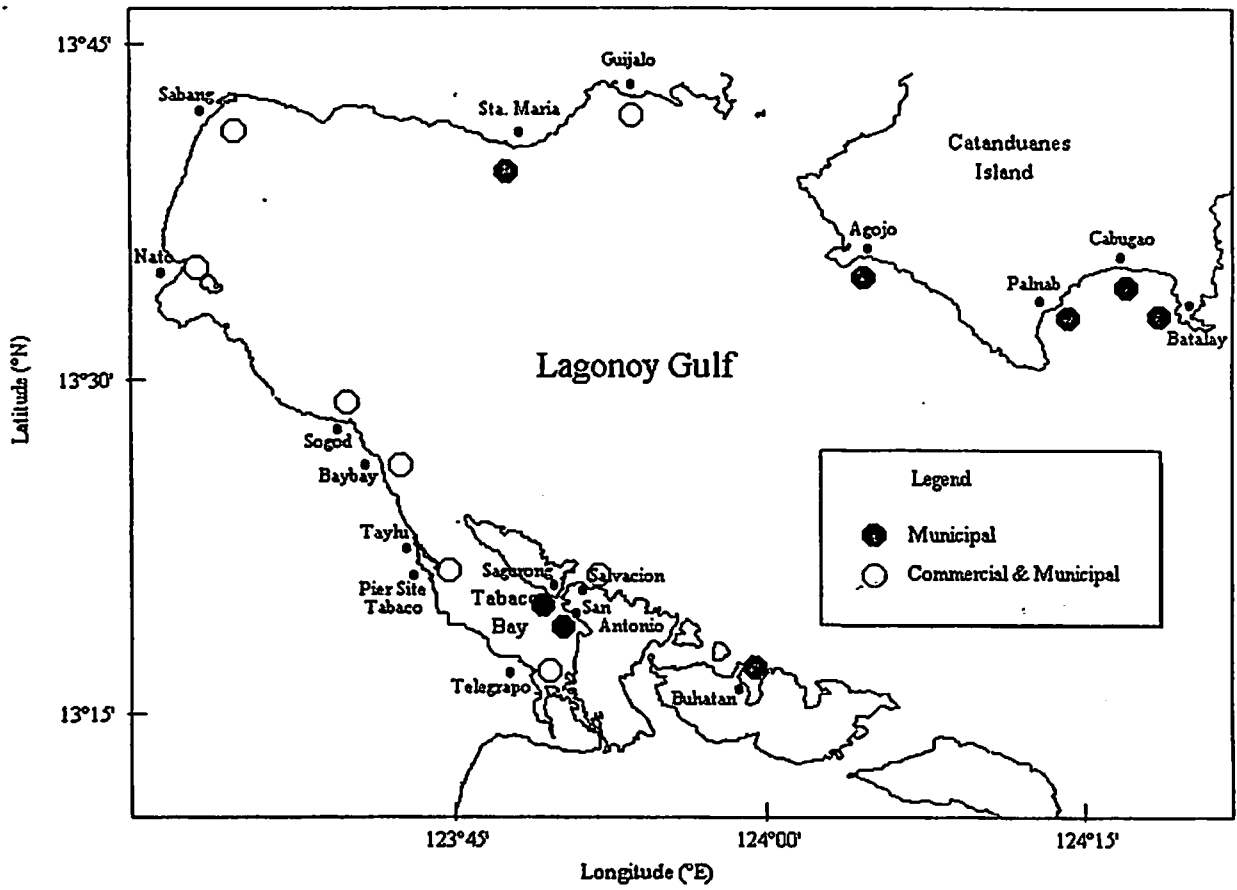 13°45'
Guijalo
Sabang
Sta. Maria
Catanduanes
Island
Agojo
Cabugao
Nato
Palnab
Batalay
Lagonoy Gulf
Latitude (°N)
13°30'
Sogod
Baybay
Legend
Municipal
Commercial & Municipal
Tayhi
Pier Site
Tabaco
Sagurong
Salvacion
Tabaco
Bay
San
Antonio
Telegrapo
Buhatan
13°15'
123°45'
124°00'
124°15'
Longitude (°E)